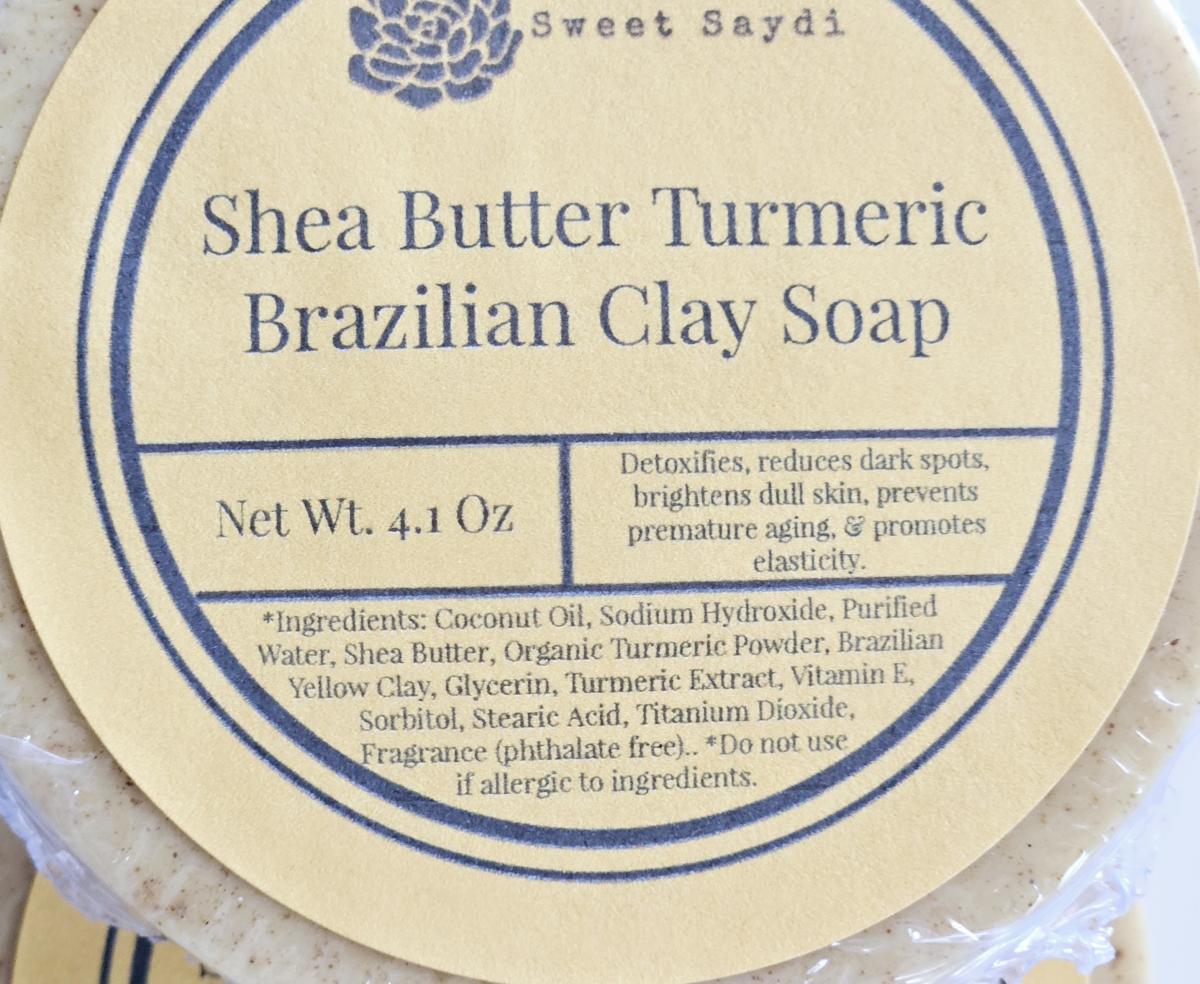 Sweet Saydi
Shea Butter Turmeric
Brazilian Clay Soap
Net Wt. 4.1 Oz
Detoxifies, reduces dark spots,
brightens dull skin, prevents
premature aging, & promotes
elasticity.
*Ingredients: Coconut Oil, Sodium Hydroxide, Purified
Water, Shea Butter, Organic Turmeric Powder, Brazilian
Yellow Clay, Glycerin, Turmeric Extract, Vitamin E,
Sorbitol, Stearic Acid, Titanium Dioxide,
Fragrance (phthalate free).. *Do not use
if allergic to ingredients.